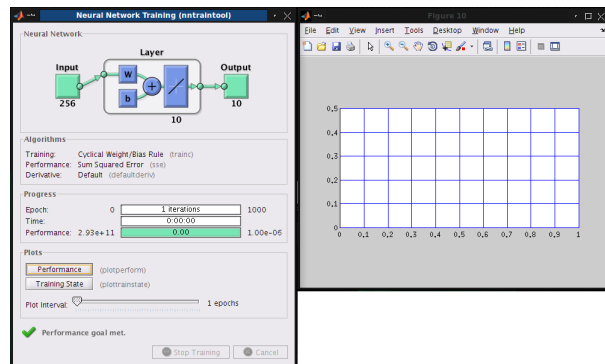 Neural Network Training (nntraintool)
Neural Network
Layer
Input
Output
W
b
+
256
10
10
Algorithms
Training: Cyclical Weight/Bias Rule (trainc)
Performance: Sum Squared Error (sse)
Derivative: Default (defaultderiv)
Progress
Epoch: 0 1 iterations 1000
Time: 0:00:00
Performance: 2.93e+11 0.00 1.00e-06
Plots
Performance (plotperform)
Training State (plottrainstate)
Plot Interval: 1 epochs
Performance goal met.
Stop Training Cancel
Figure 10
File Edit View Insert Tools Desktop Window Help
0.5
0.4
0.3
0.2
0.1
0
0 0.1 0.2 0.3 0.4 0.5 0.6 0.7 0.8 0.9 1